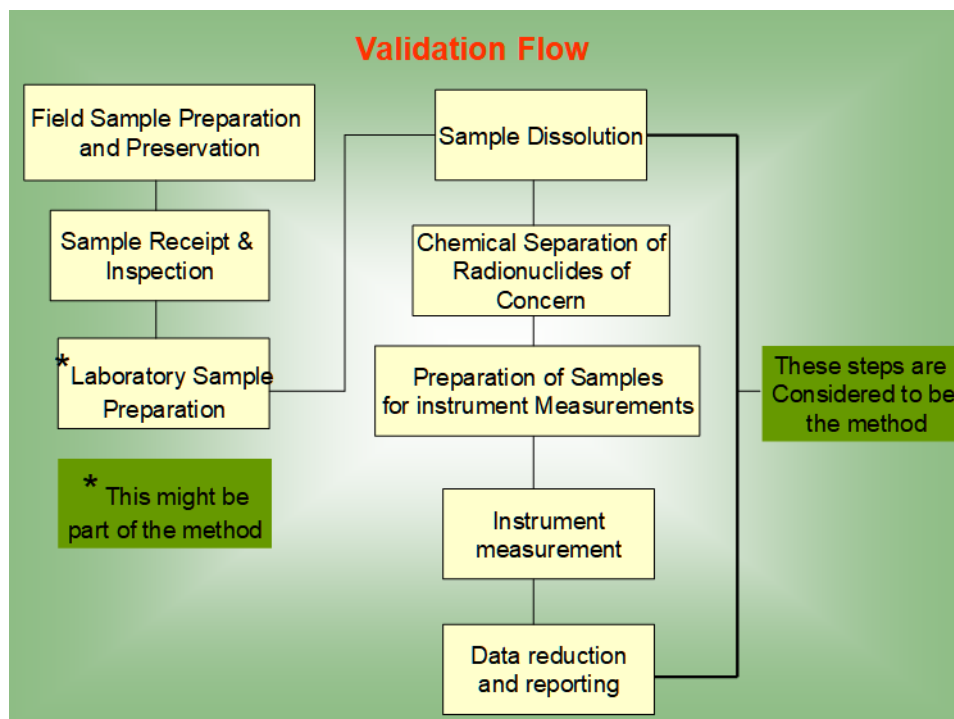 Validation Flow
Field Sample Preparation
and Preservation
Sample Receipt &
Inspection
* Laboratory Sample
Preparation
* This might be
part of the method
Sample Dissolution
Chemical Separation of
Radionuclides of
Concern
Preparation of Samples
for instrument Measurements
Instrument
measurement
Data reduction
and reporting
These steps are
Considered to be
the method